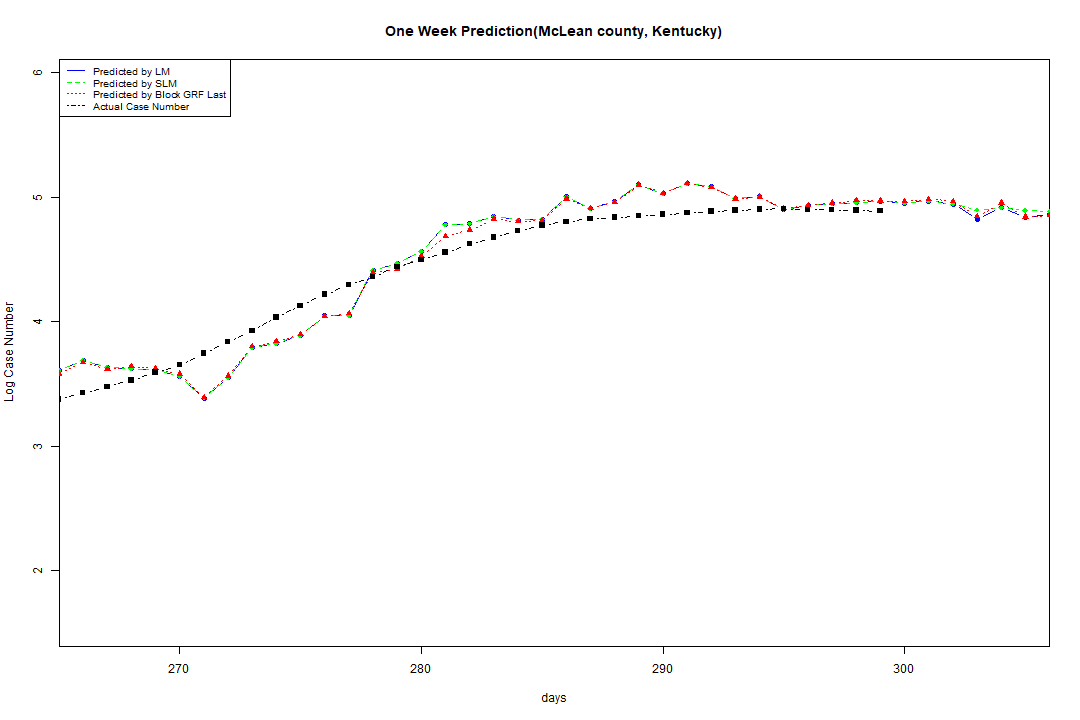 One Week Prediction(McLean county, Kentucky)
Predicted by LM
Predicted by SLM
Predicted by Block GRF Last
Actual Case Number
6
5
4
3
2
Log Case Number
270 280 290 300
days